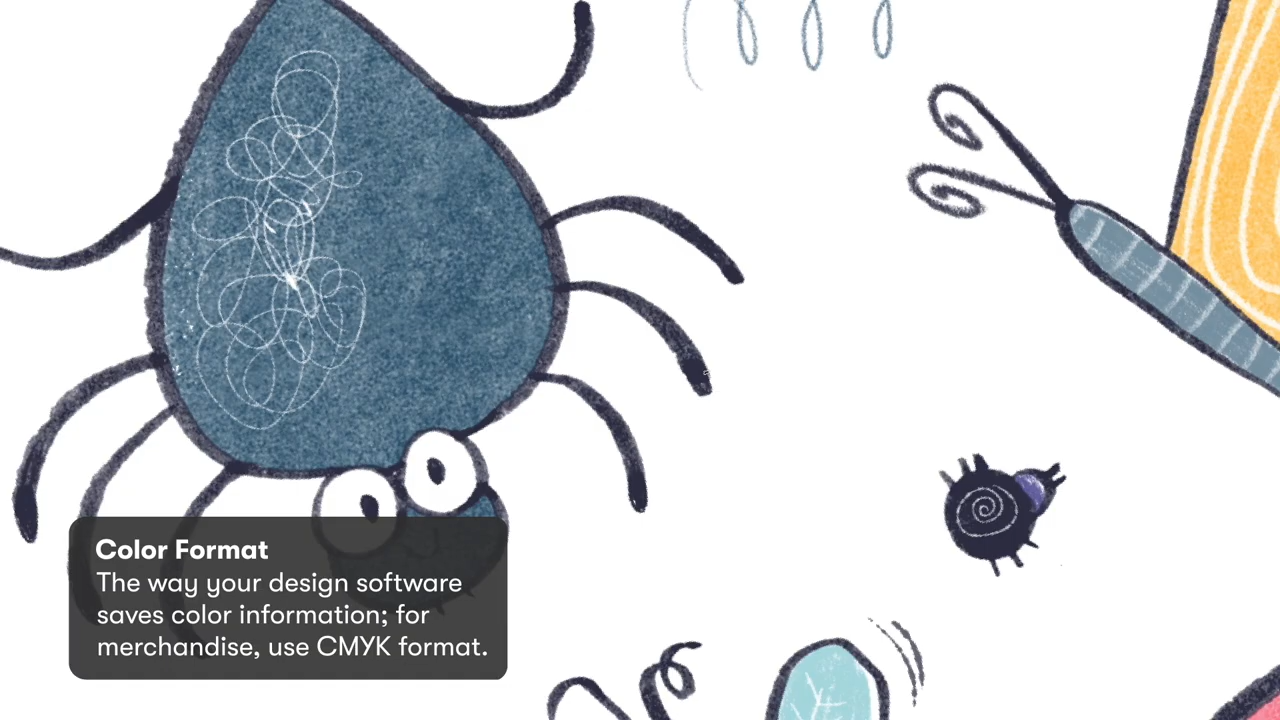 Color Format
The way your design software
saves color information; for
merchandise, use CMYK format.